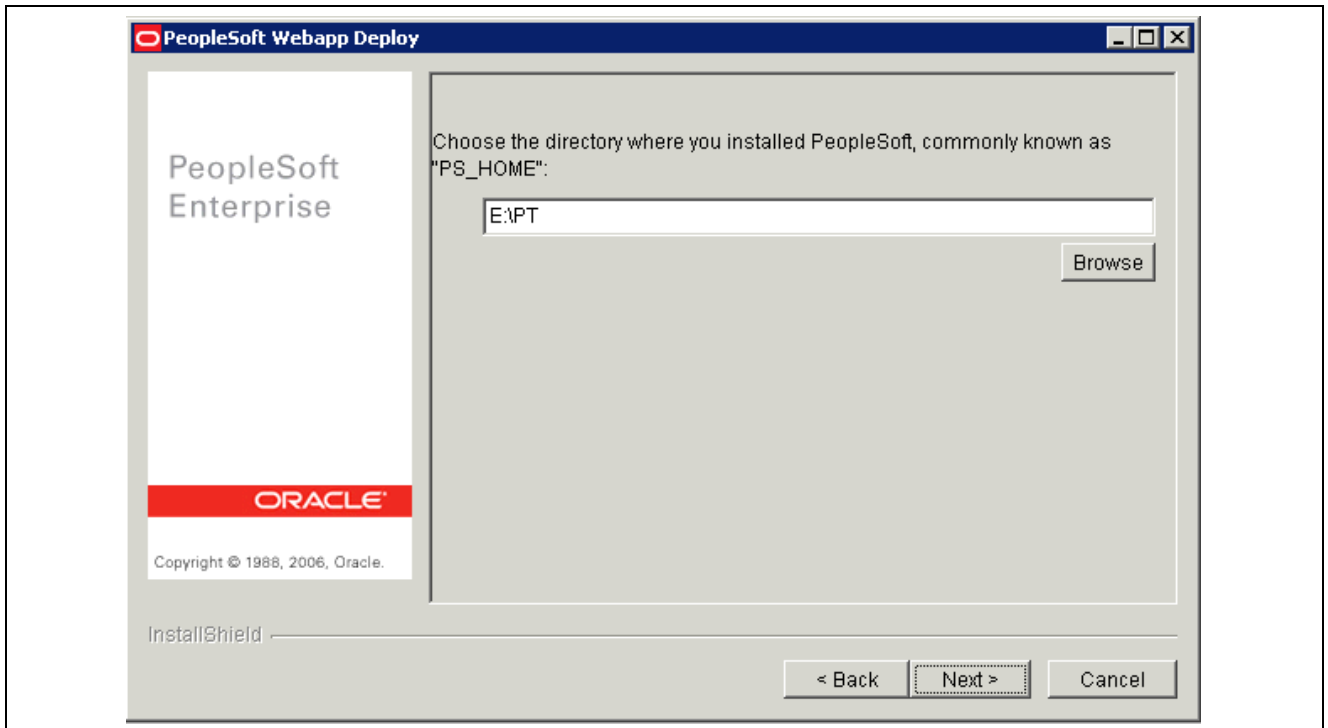 PeopleSoft Webapp Deploy
PeopleSoft
Enterprise
ORACLE®
Copyright © 1988, 2006, Oracle.
Choose the directory where you installed PeopleSoft, commonly known as
"PS_HOME":
E:\PT
Browse
InstallShield
< Back
Next >
Cancel